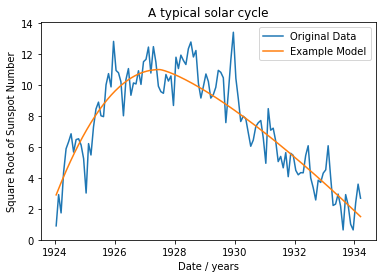 A typical solar cycle
Original Data
Example Model
Square Root of Sunspot Number
14
12
10
8
6
4
2
0
1924
1926
1928
1930
1932
1934
Date / years